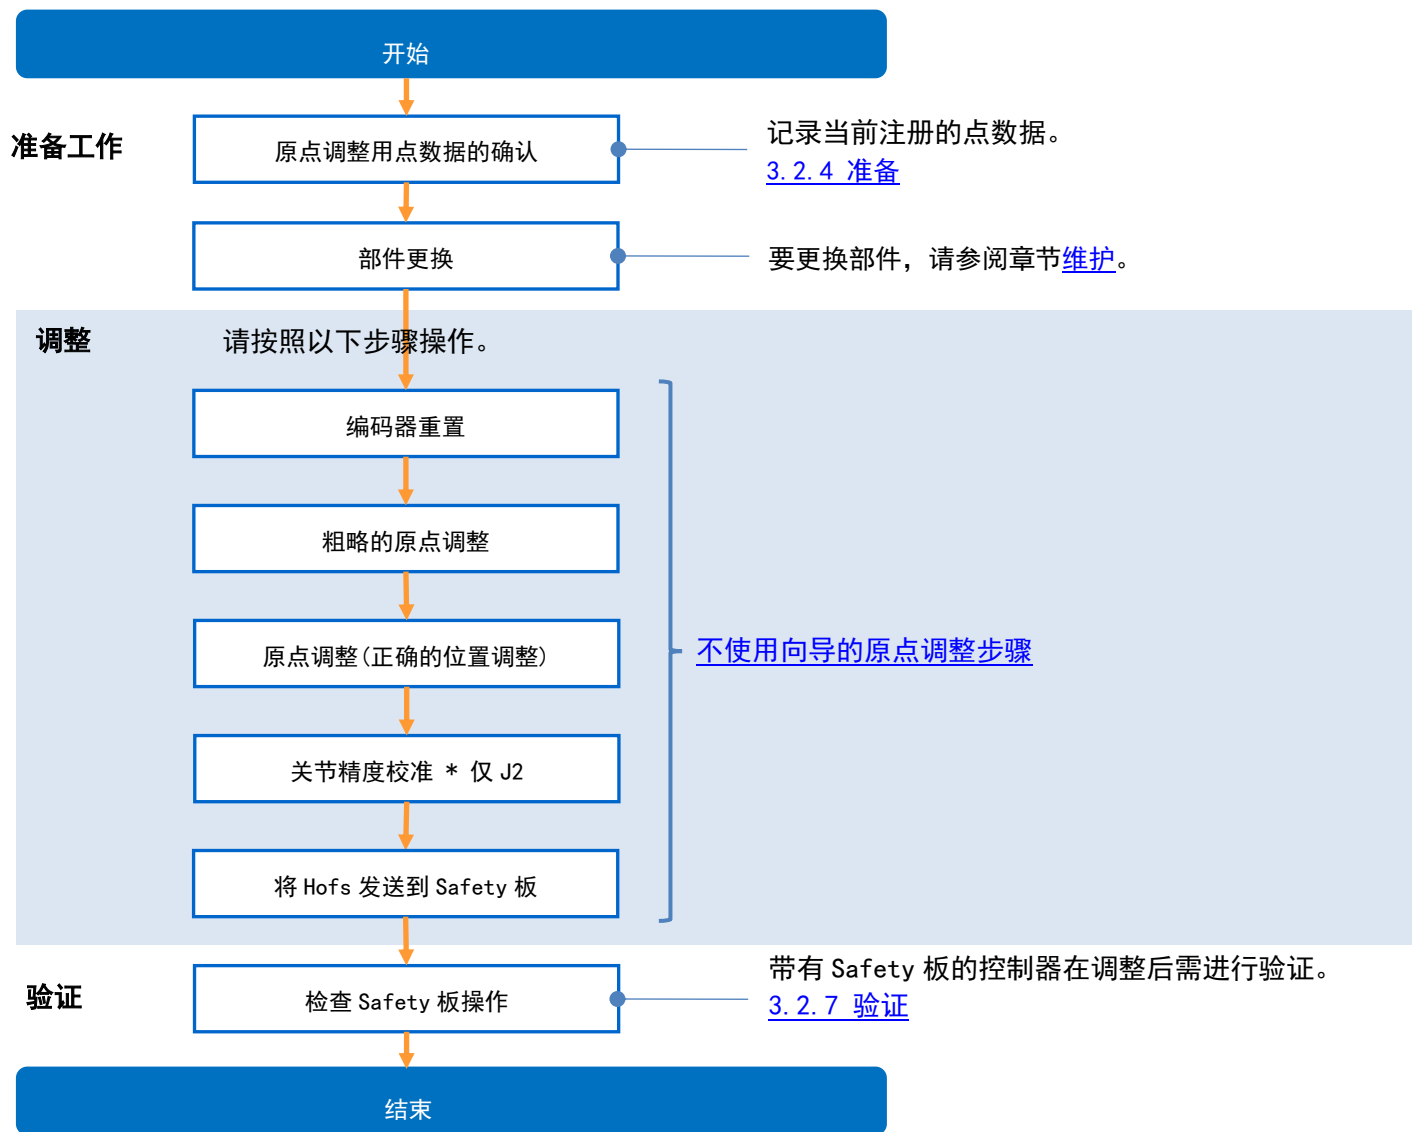 开始
准备工作
原点调整用点数据的确认
记录当前注册的点数据。
3.2.4 准备
部件更换
要更换部件，请参阅章节维护。
调整
请按照以下步骤操作。
编码器重置
粗略的原点调整
原点调整(正确的位置调整)
不使用向导的原点调整步骤
关节精度校准 * 仅 J2
将 Hofs 发送到 Safety 板
验证
检查 Safety 板操作
带有 Safety 板的控制器在调整后需进行验证。
3.2.7 验证
结束